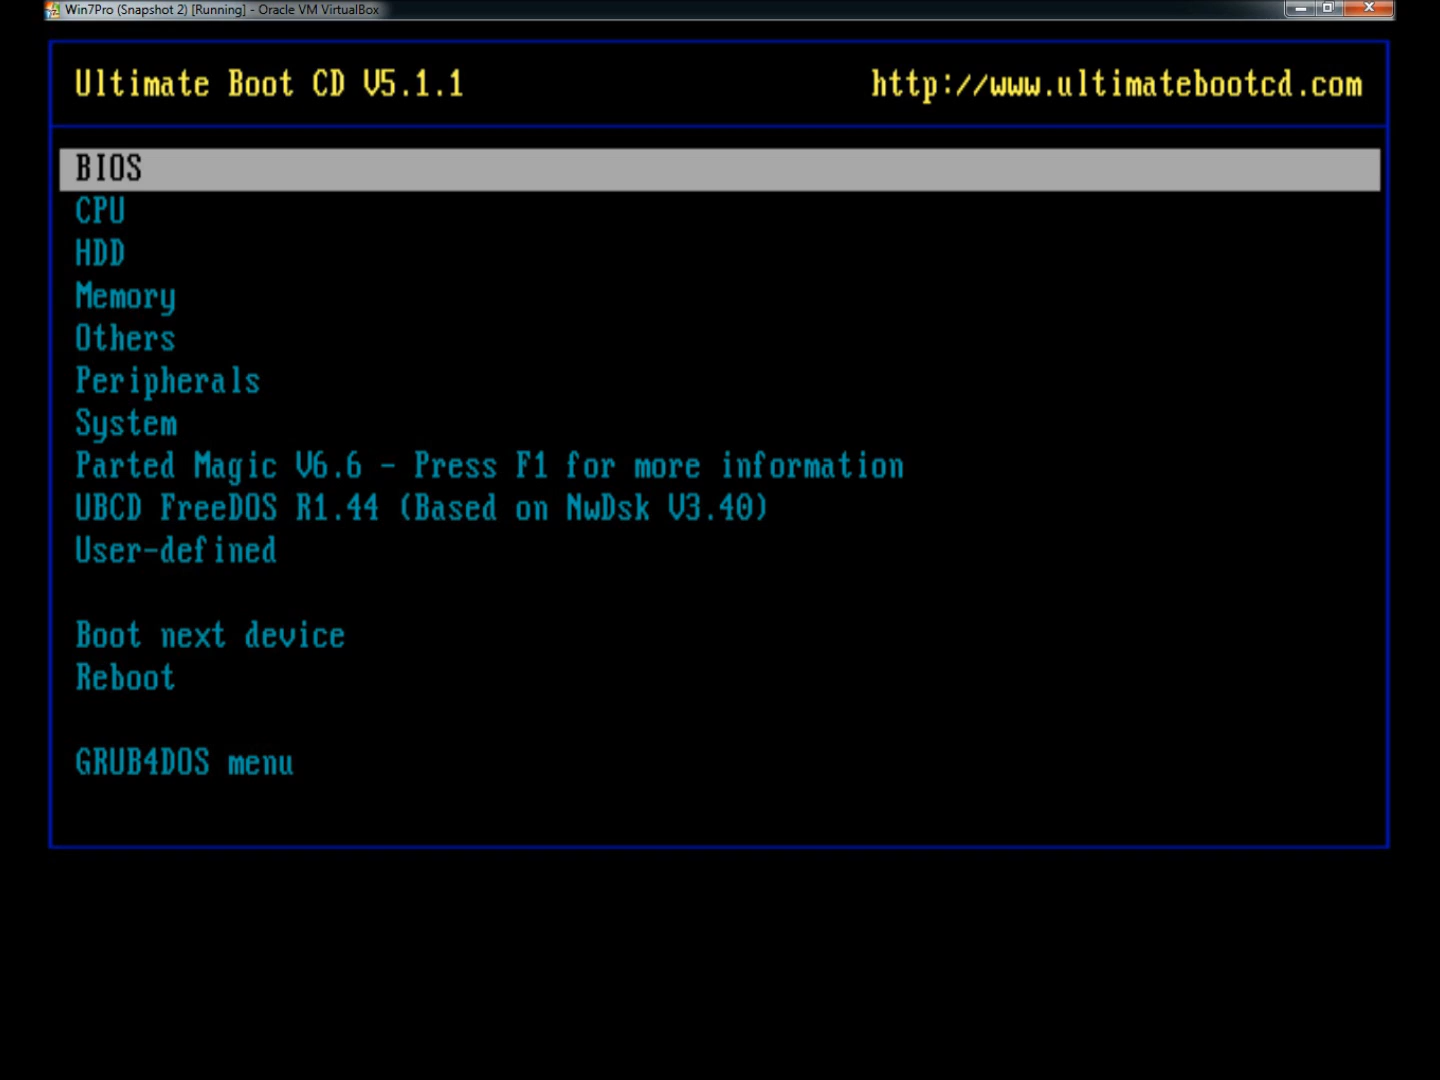 Win7Pro (Snapshot 2) [Running] - Oracle VM VirtualBox
Ultimate Boot CD V5.1.1 http://www.ultimatebootcd.com
BIOS
CPU
HDD
Memory
Others
Peripherals
System
Parted Magic V6.6 - Press F1 for more information
UBCD FreeDOS R1.44 (Based on NwDsk V3.40)
User-defined
Boot next device
Reboot
GRUB4DOS menu